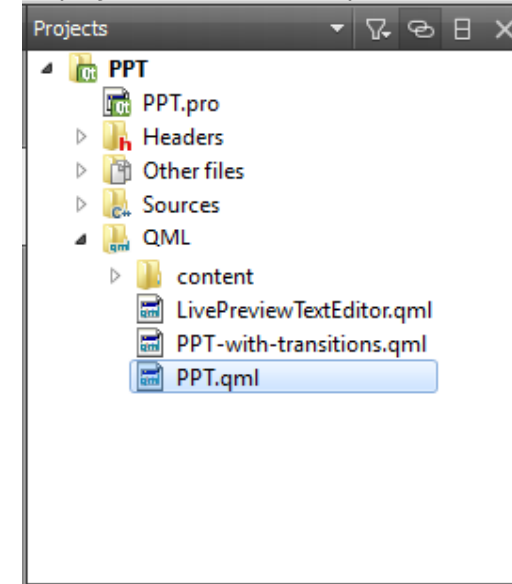 Projects
PPT
PPT.pro
Headers
Other files
Sources
QML
content
LivePreviewTextEditor.qml
PPT-with-transitions.qml
PPT.qml